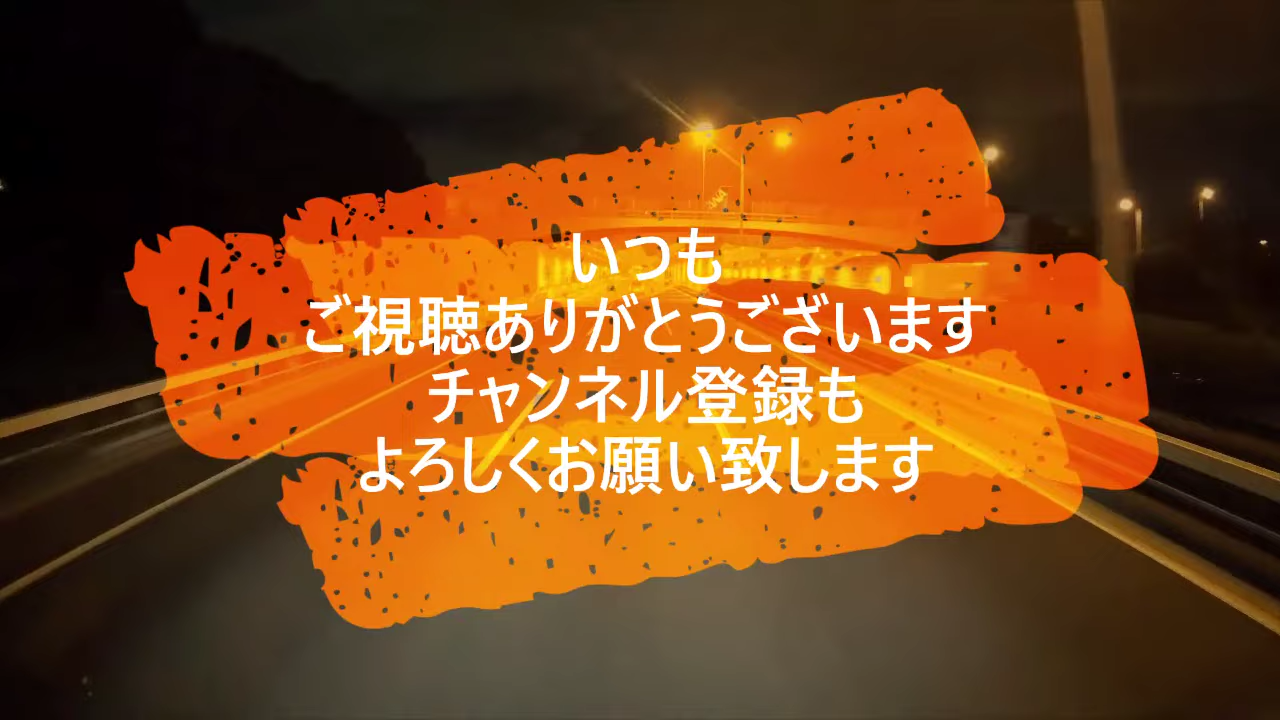 いつも
ご視聴ありがとうございます
チャンネル登録も
よろしくお願い致します